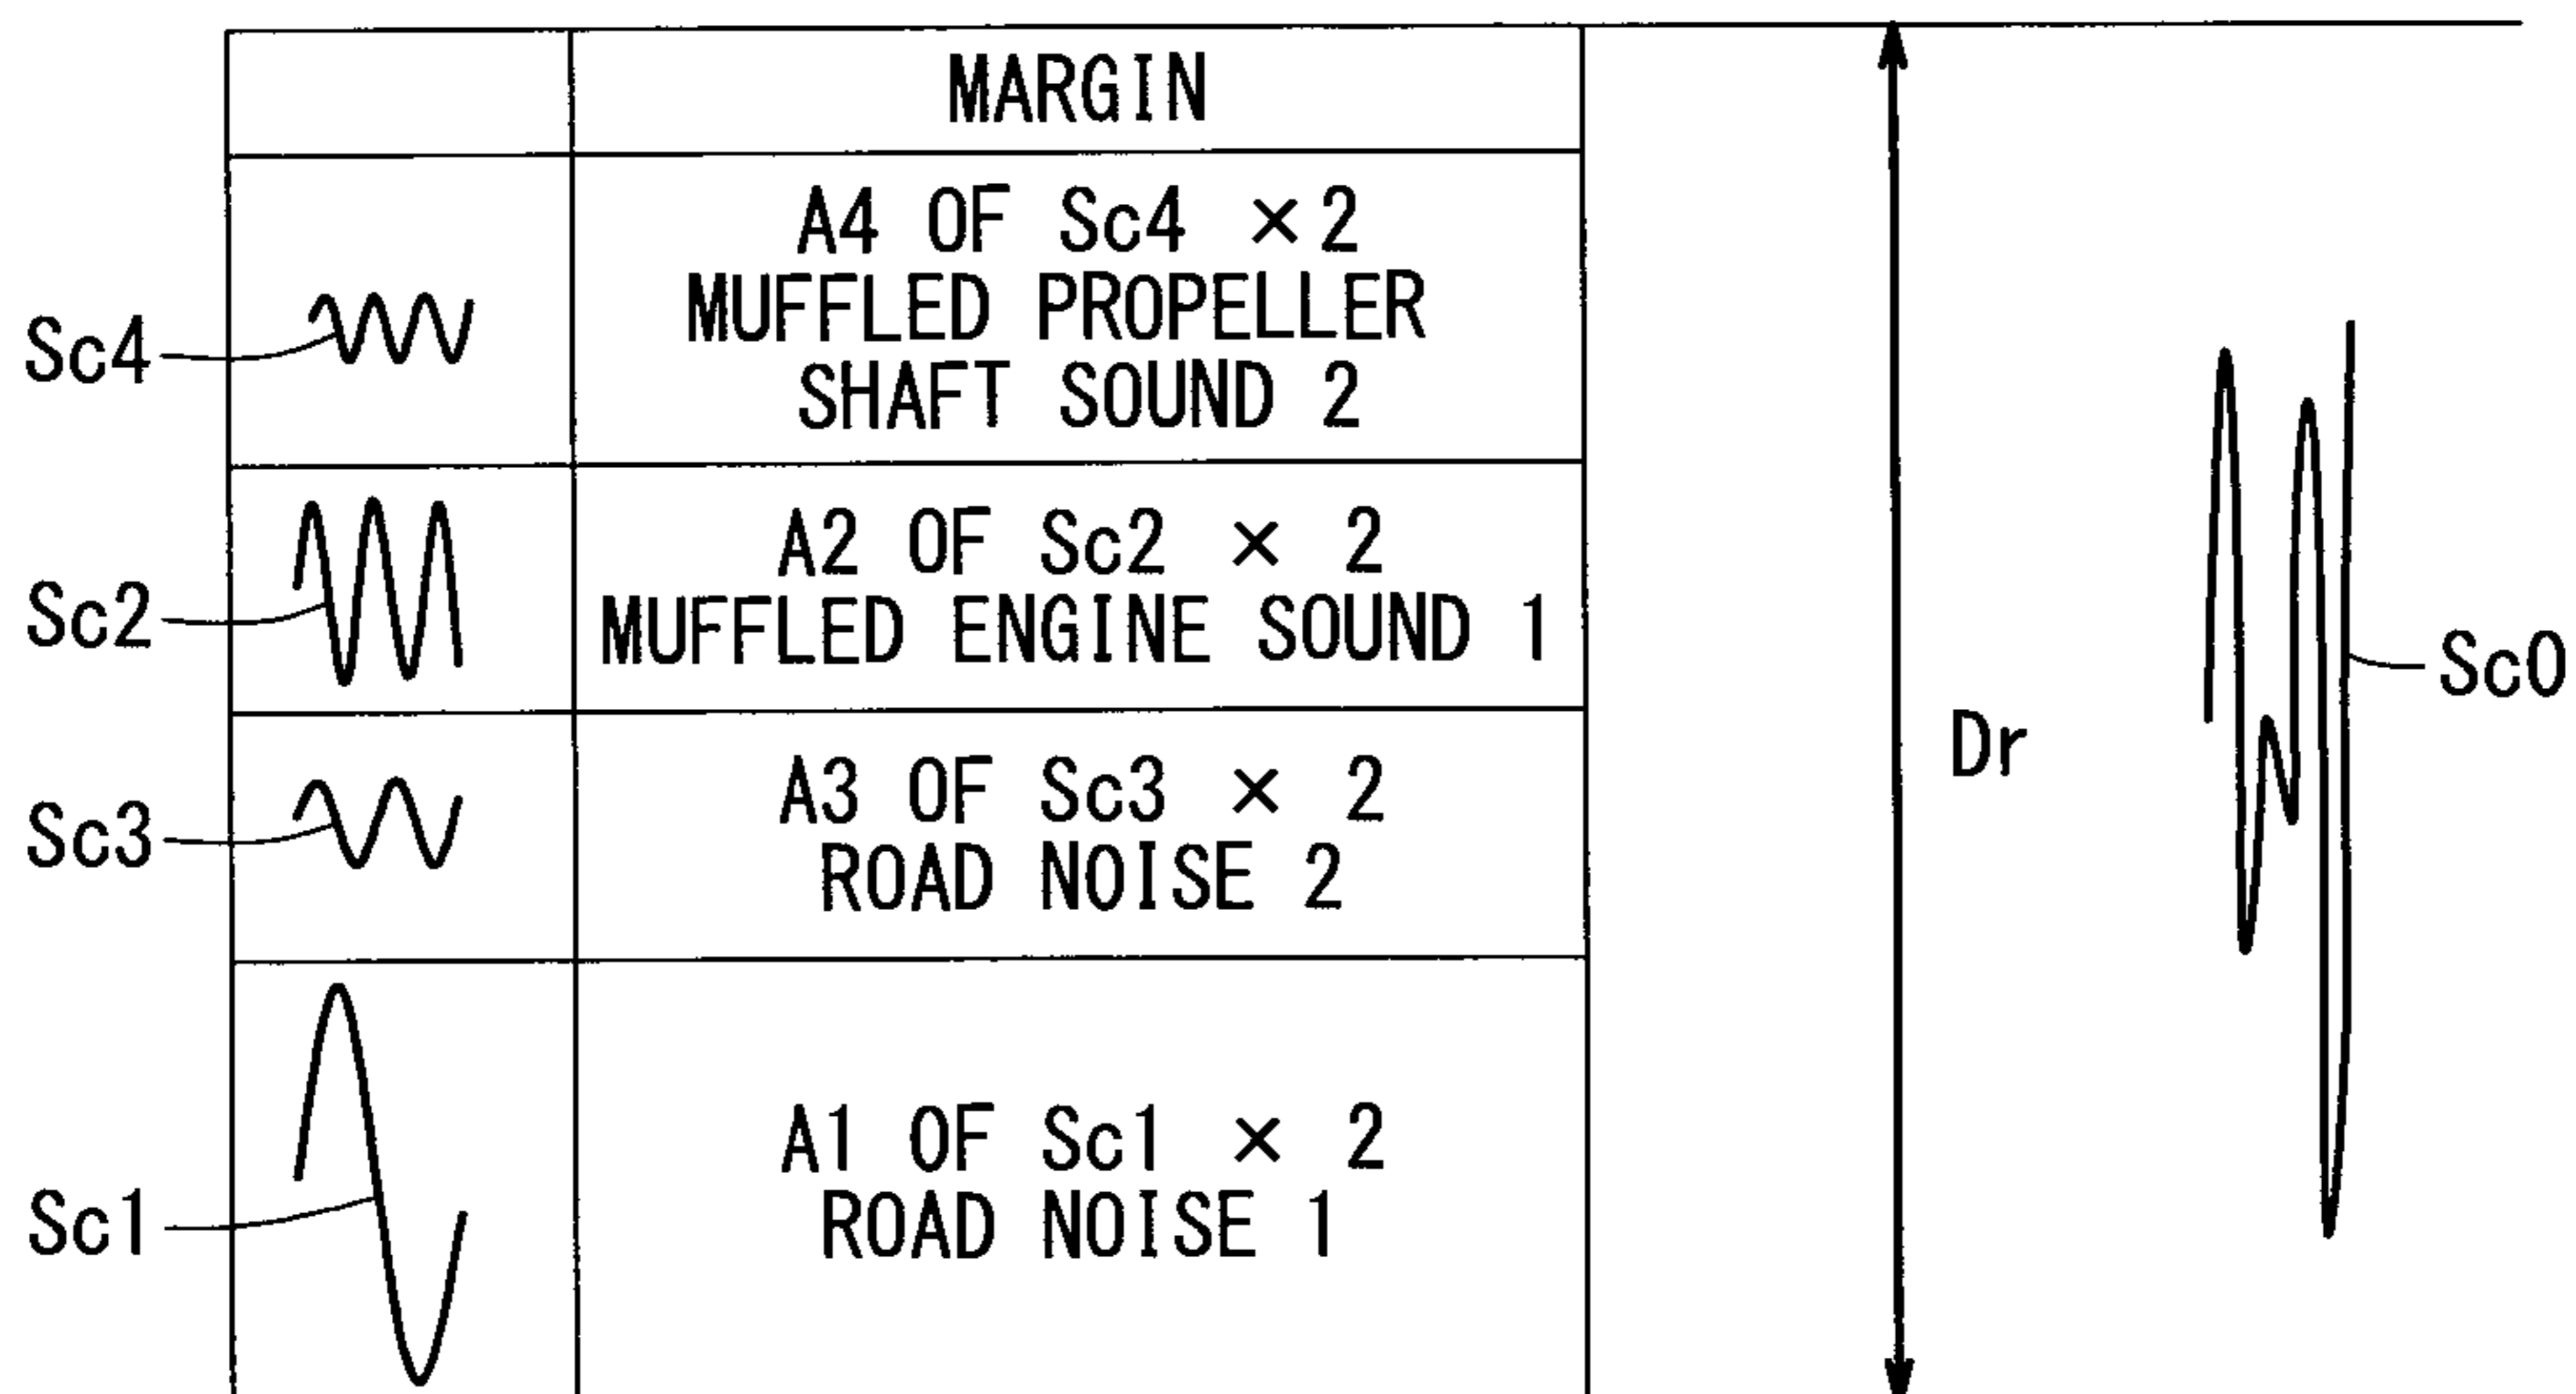 MARGIN
A4 OF Sc4 ×2
MUFFLED PROPELLER
SHAFT SOUND 2
Sc4
A2 OF Sc2 × 2
MUFFLED ENGINE SOUND 1
Sc2
Sc0
Dr
A3 OF Sc3 × 2
ROAD NOISE 2
Sc3
A1 OF Sc1 × 2
ROAD NOISE 1
Sc1